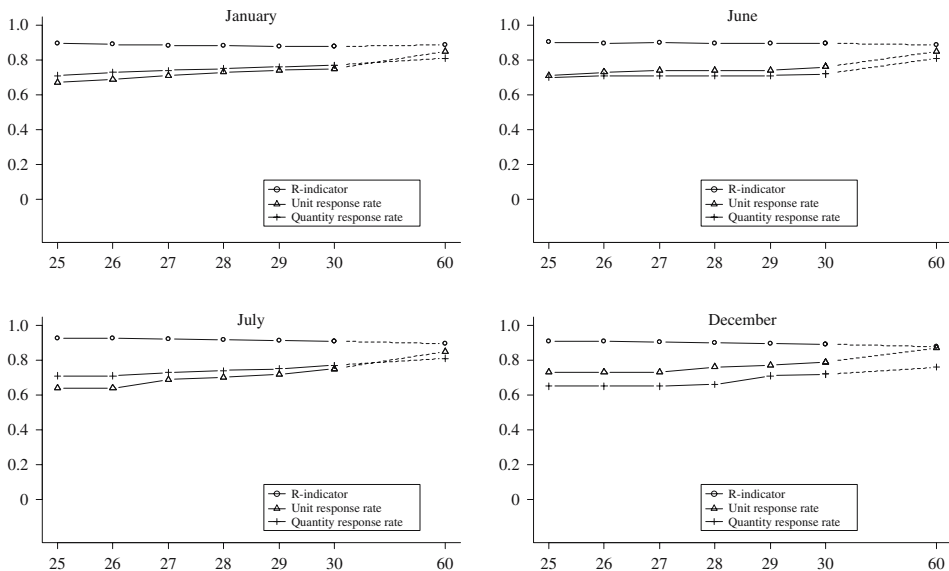 January
1.0
0.8
0.6
0.4
0.2
0
R-indicator
Unit response rate
Quantity response rate
25 26 27 28 29 30 60
June
1.0
0.8
0.6
0.4
0.2
0
R-indicator
Unit response rate
Quantity response rate
25 26 27 28 29 30 60
July
1.0
0.8
0.6
0.4
0.2
0
R-indicator
Unit response rate
Quantity response rate
25 26 27 28 29 30 60
December
1.0
0.8
0.6
0.4
0.2
0
R-indicator
Unit response rate
Quantity response rate
25 26 27 28 29 30 60